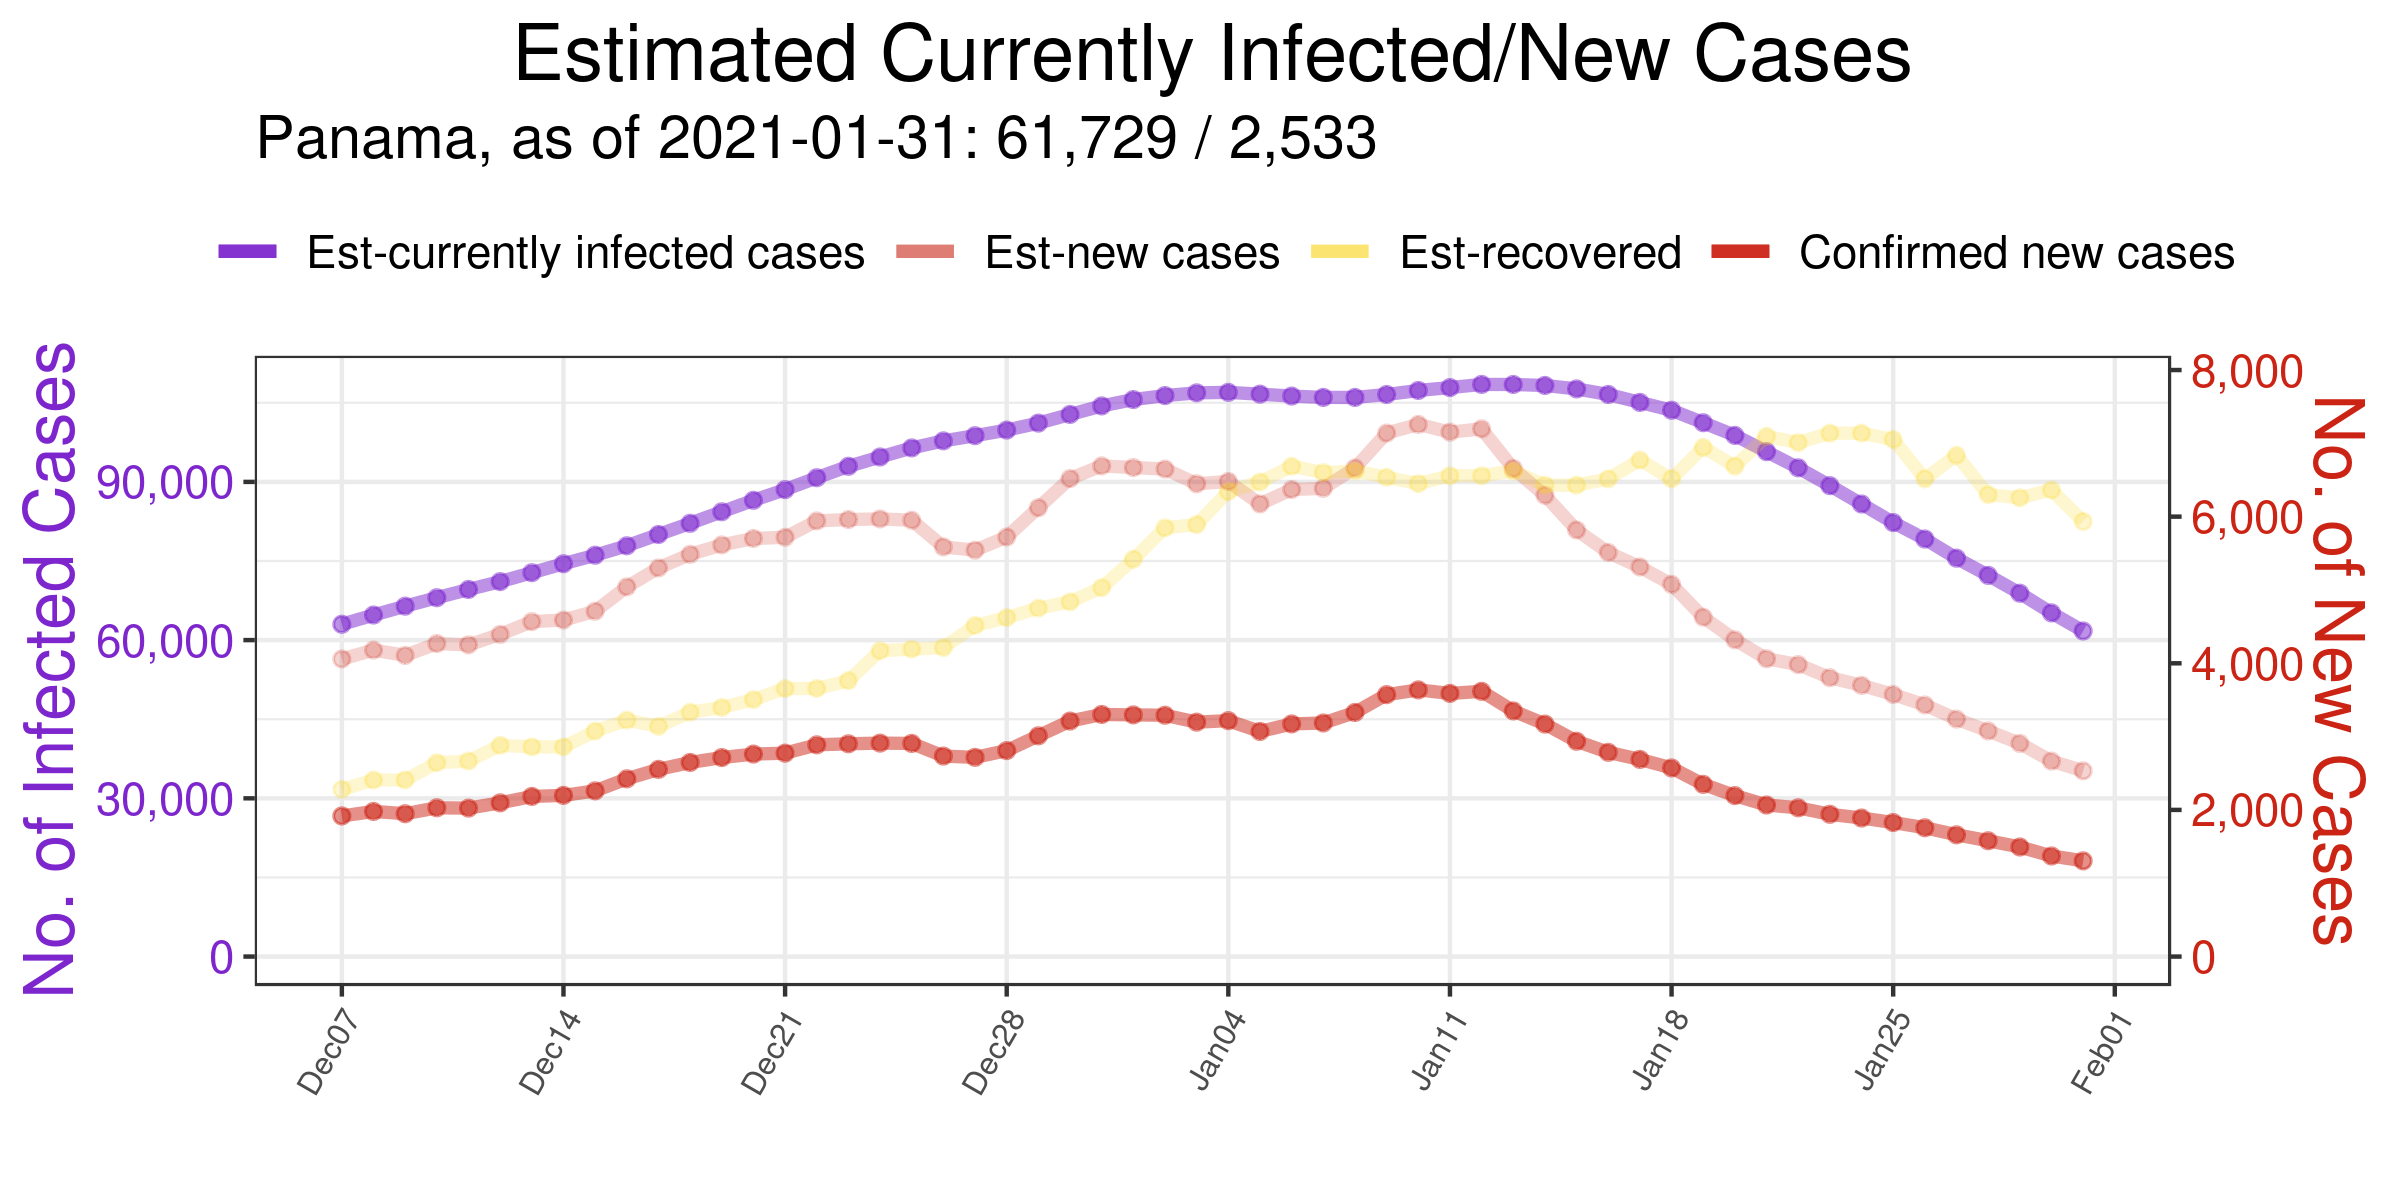 Estimated Currently Infected/New Cases
Panama, as of 2021-01-31: 61,729 / 2,533
Est-currently infected cases Est-new cases Est-recovered Confirmed new cases
No. of Infected Cases
90,000
60,000
30,000
0
8,000
6,000
4,000
2,000
0
No. of New Cases
Dec07 Dec14 Dec21 Dec28 Jan04 Jan11 Jan18 Jan25 Feb01